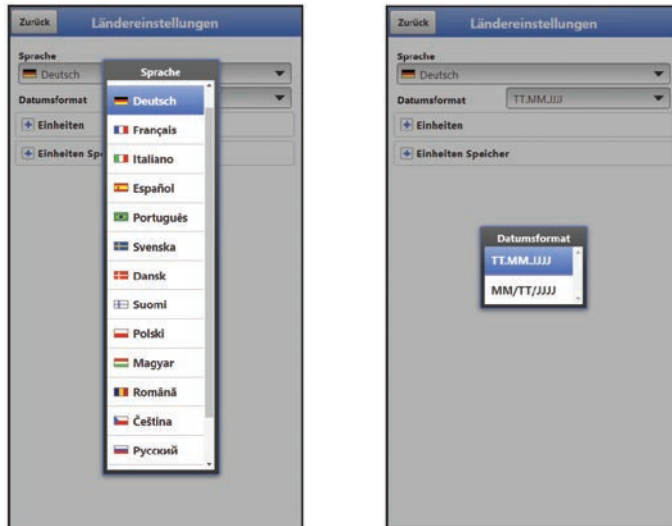 Zurück Ländereinstellungen
Sprache
Deutsch
Datumsformat
Einheiten
Einheiten Sp
Sprache
Deutsch
Français
Italiano
Español
Português
Svenska
Dansk
Suomi
Polski
Magyar
Română
Čeština
Русский
Zurück Ländereinstellungen
Sprache
Deutsch
Datumsformat TT.MM.JJJJ
Einheiten
Einheiten Speicher
Datumsformat
TT.MM.JJJJ
MM/TT/JJJJ